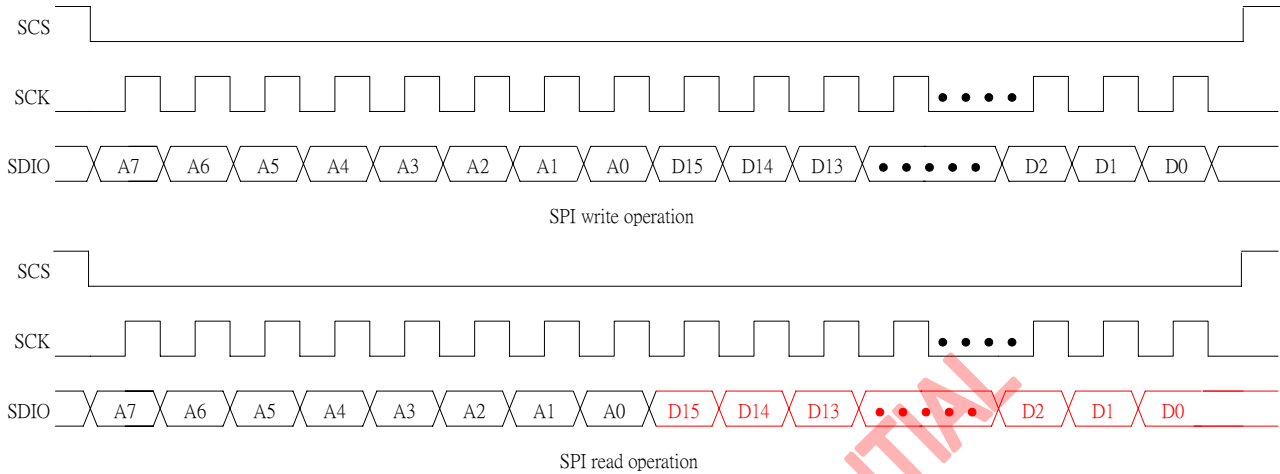 SCS
SCK
SDIO A7 A6 A5 A4 A3 A2 A1 A0 D15 D14 D13 D2 D1 D0
SPI write operation
SCS
SCK
SDIO A7 A6 A5 A4 A3 A2 A1 A0 D15 D14 D13 D2 D1 D0
SPI read operation
NTIAL